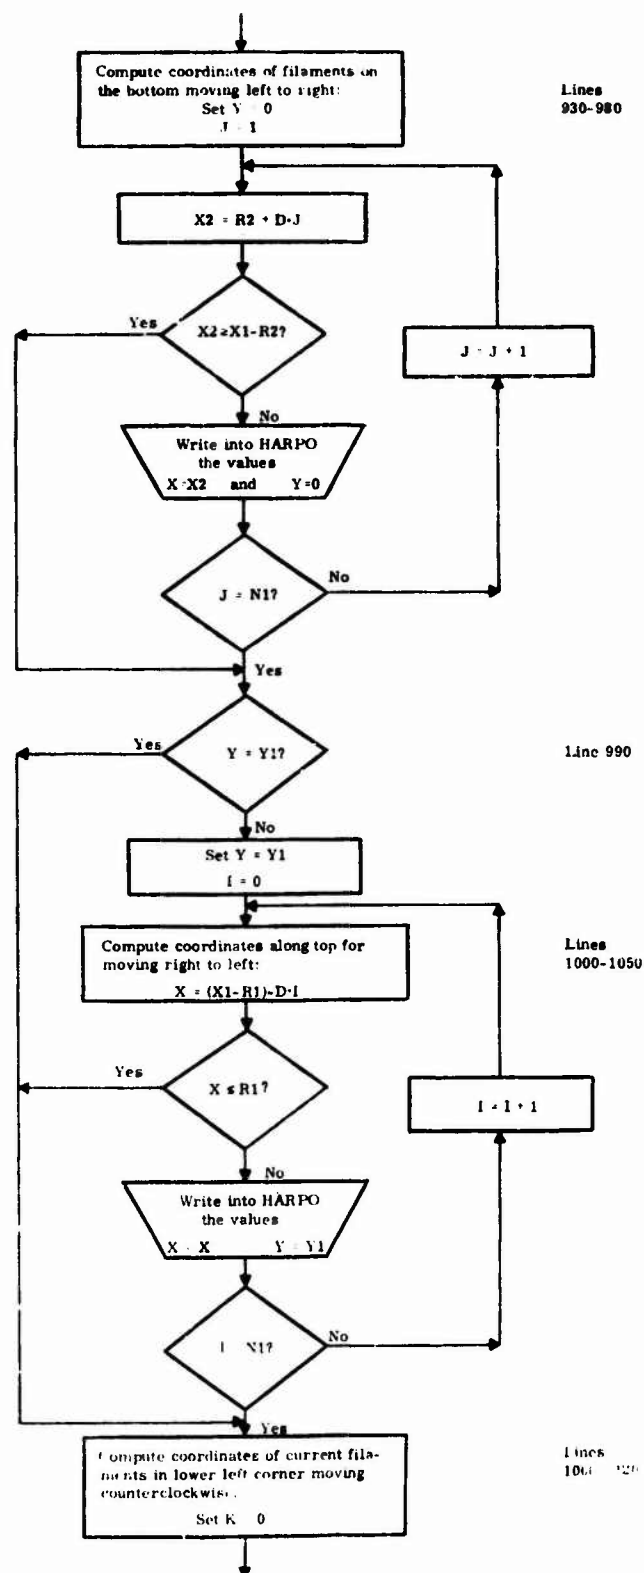 Compute coordinates of filaments on
the bottom moving left to right:
Set Y = 0
J = 1
Lines
930-980
X2 = R2 + D·J
X2≥X1-R2?
Yes
No
J = J + 1
Write into HARPO
the values
X=X2 and Y=0
J = N1?
No
Yes
Y = Y1?
Yes
No
Line 990
Set Y = Y1
I = 0
Compute coordinates along top for
moving right to left:
X = (X1-R1)-D·I
Lines
1000-1050
X ≤ R1?
Yes
No
I = I + 1
Write into HARPO
the values
X = X Y = Y1
N1?
No
Yes
Compute coordinates of current fila-
ments in lower left corner moving
counterclockwise.
Set K 0
Lines